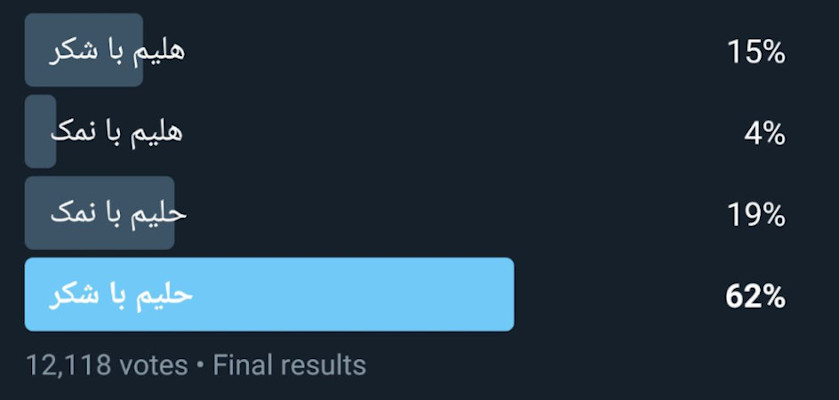 هلیم با شکر 15%
هلیم با نمک 4%
حلیم با نمک 19%
حلیم با شکر 62%
12,118 votes • Final results